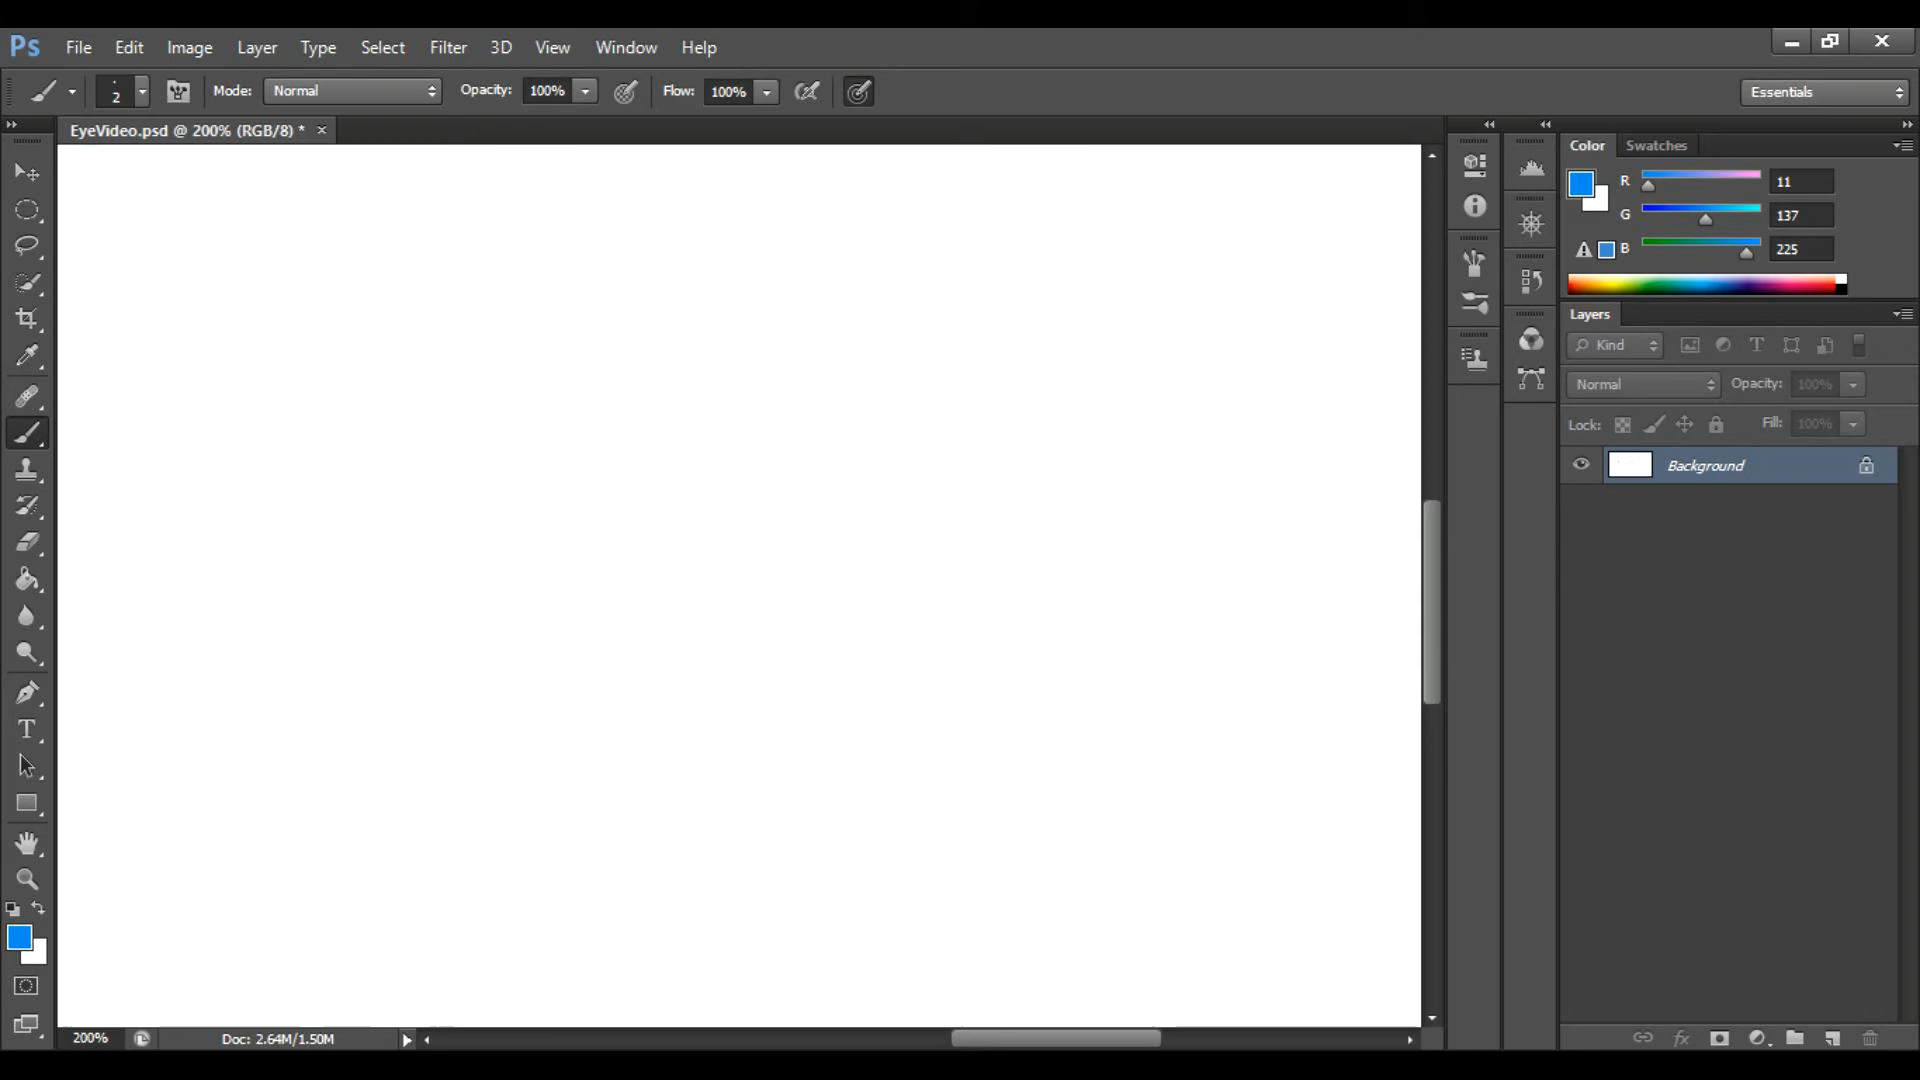 Ps File Edit Image Layer Type Select Filter 3D View Window Help
2 Mode: Normal Opacity: 100% Flow: 100% Essentials
EyeVideo.psd @ 200% (RGB/8) *
Color Swatches
R 11
G 137
B 225
Layers
Kind
Normal Opacity: 100%
Lock: Fill: 100%
Background
200% Doc: 2.64M/1.50M